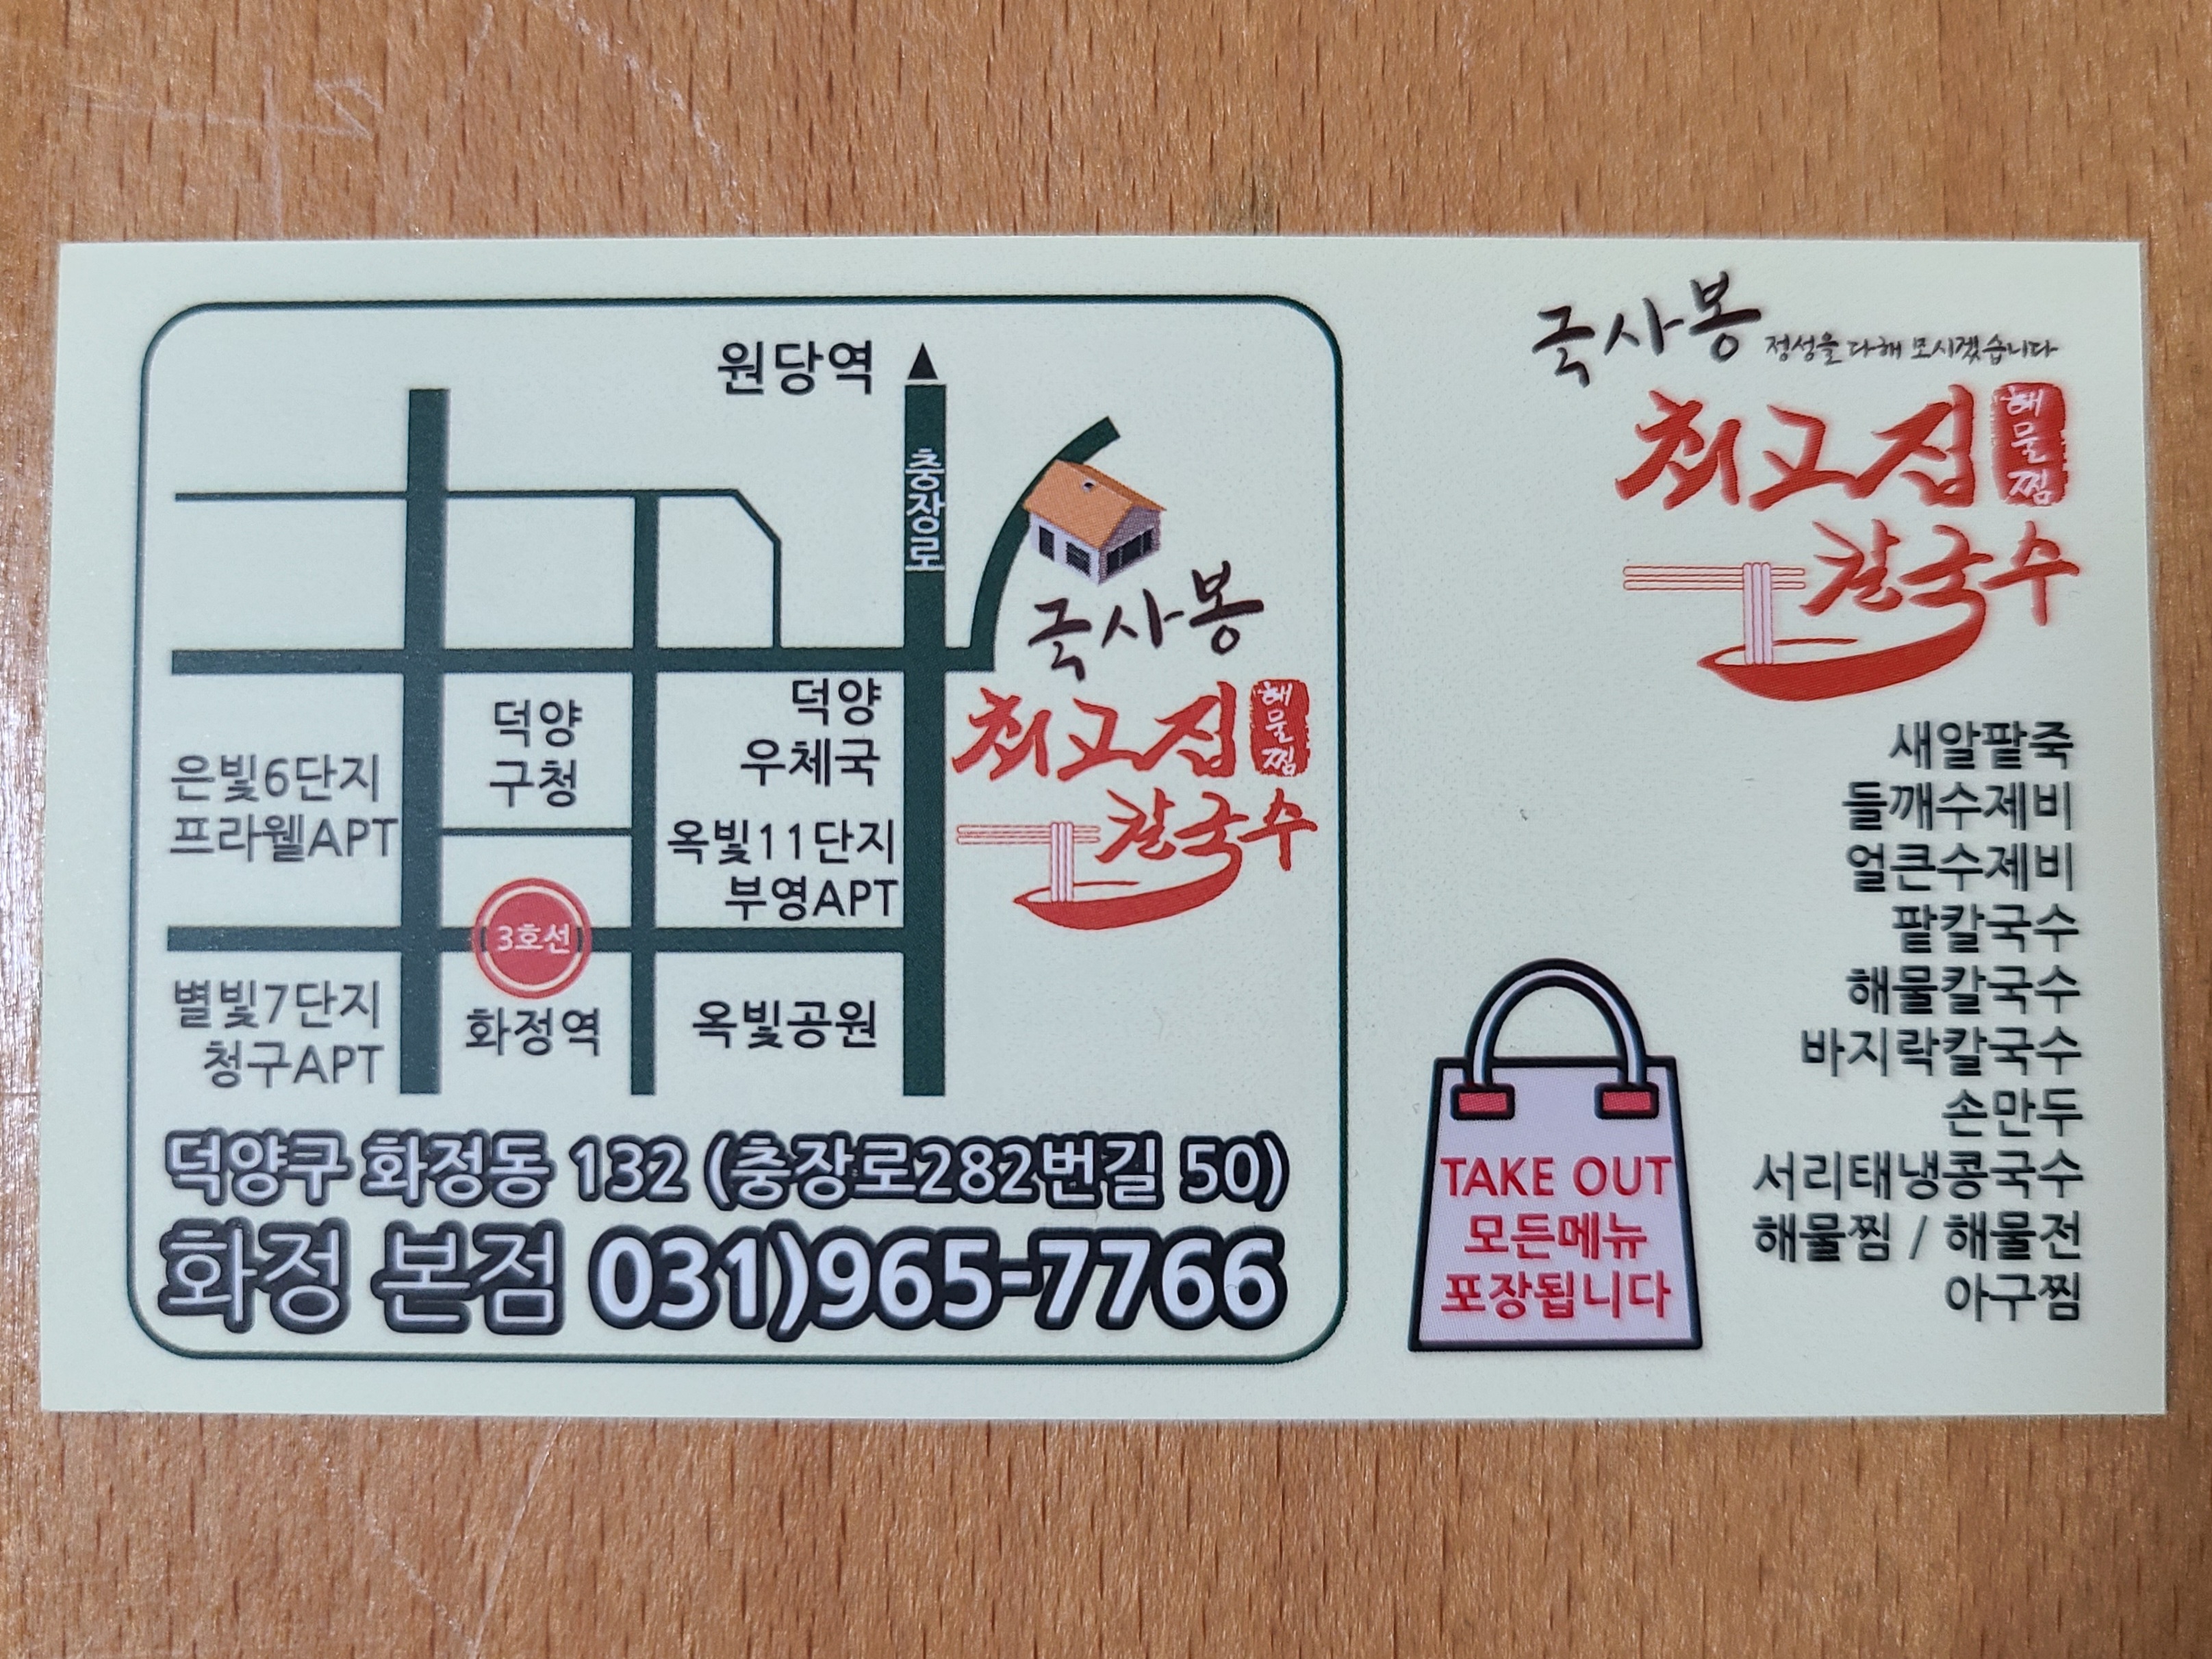 원당역
충장로
국사봉
최고집
해물찜
칼국수
덕양
구청
덕양
우체국
은빛6단지
프라웰APT
옥빛11단지
부영APT
3호선
화정역
별빛7단지
청구APT
옥빛공원
덕양구 화정동 132 (충장로282번길 50)
화정 본점 031)965-7766
국사봉 정성을 다해 모시겠습니다
최고집
해물찜
칼국수
새알팥죽
들깨수제비
얼큰수제비
팥칼국수
해물칼국수
바지락칼국수
손만두
서리태냉콩국수
해물찜 / 해물전
아구찜
TAKE OUT
모든메뉴
포장됩니다